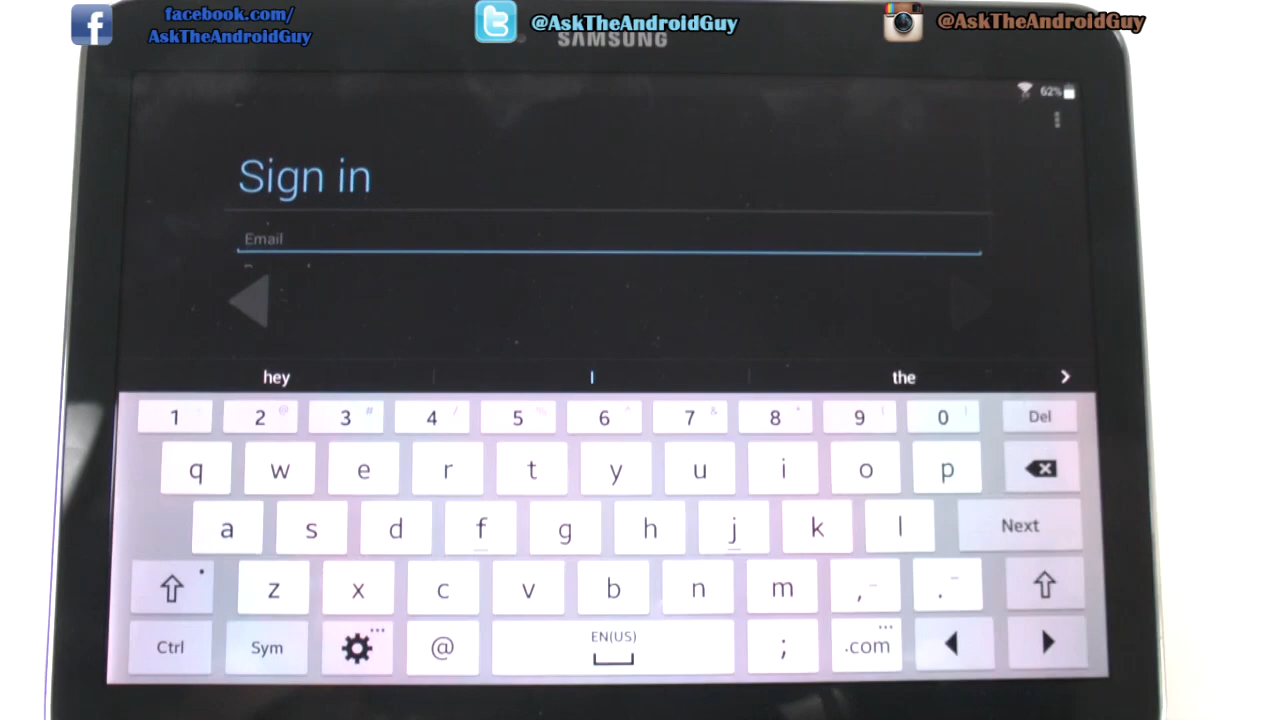 facebook.com/
AskTheAndroidGuy
@AskTheAndroidGuy
@AskTheAndroidGuy
SAMSUNG
62%
Sign in
Email
hey I the
1 2 @ 3 # 4 / 5 % 6 ^ 7 & 8 * 9 ( 0 ) Del
q w e r t y u i o p
a s d f g h j k l Next
z x c v b n m , - . -
Ctrl Sym @ EN(US) ; .com